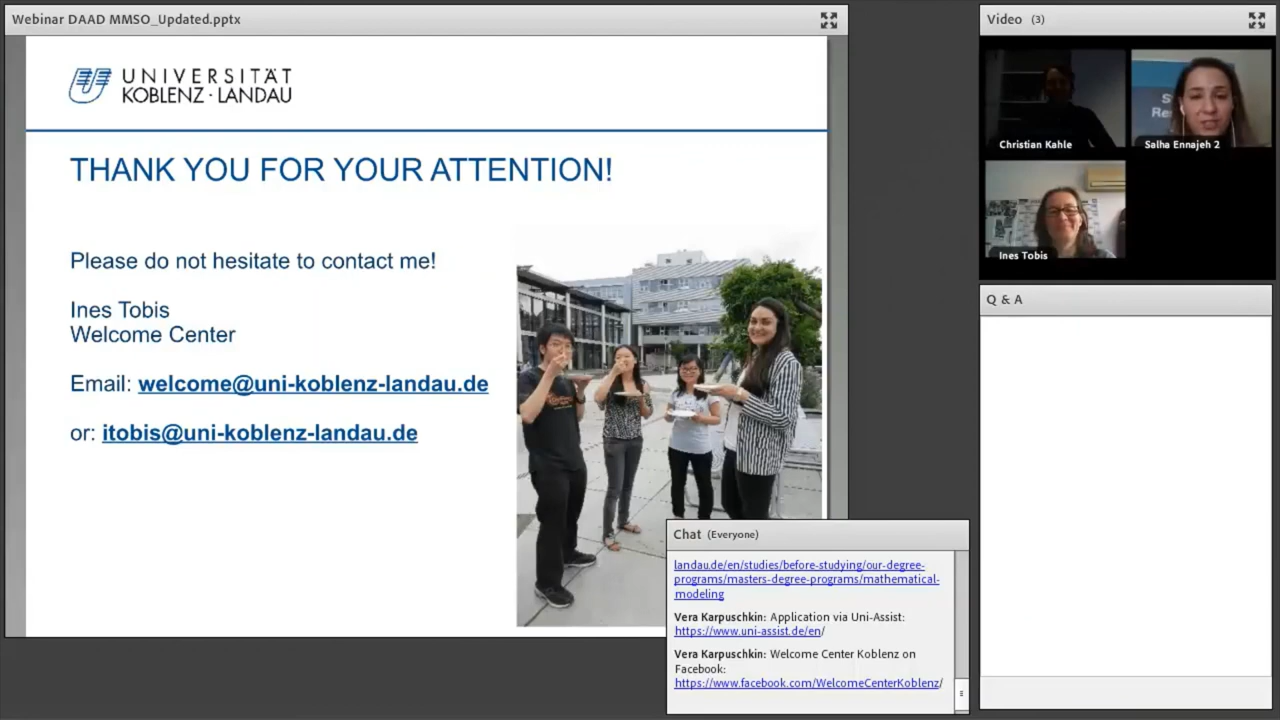 Webinar DAAD MMSO_Updated.pptx
UNIVERSITÄT
KOBLENZ · LANDAU
THANK YOU FOR YOUR ATTENTION!
Please do not hesitate to contact me!
Ines Tobis
Welcome Center
Email: welcome@uni-koblenz-landau.de
or: itobis@uni-koblenz-landau.de
Chat (Everyone)
landau.de/en/studies/before-studying/our-degree-
programs/masters-degree-programs/mathematical-
modeling
Vera Karpuschkin: Application via Uni-Assist:
https://www.uni-assist.de/en/
Vera Karpuschkin: Welcome Center Koblenz on
Facebook:
https://www.facebook.com/WelcomeCenterKoblenz/
Video (3)
Christian Kahle
Salha Ennajeh 2
Ines Tobis
Q & A